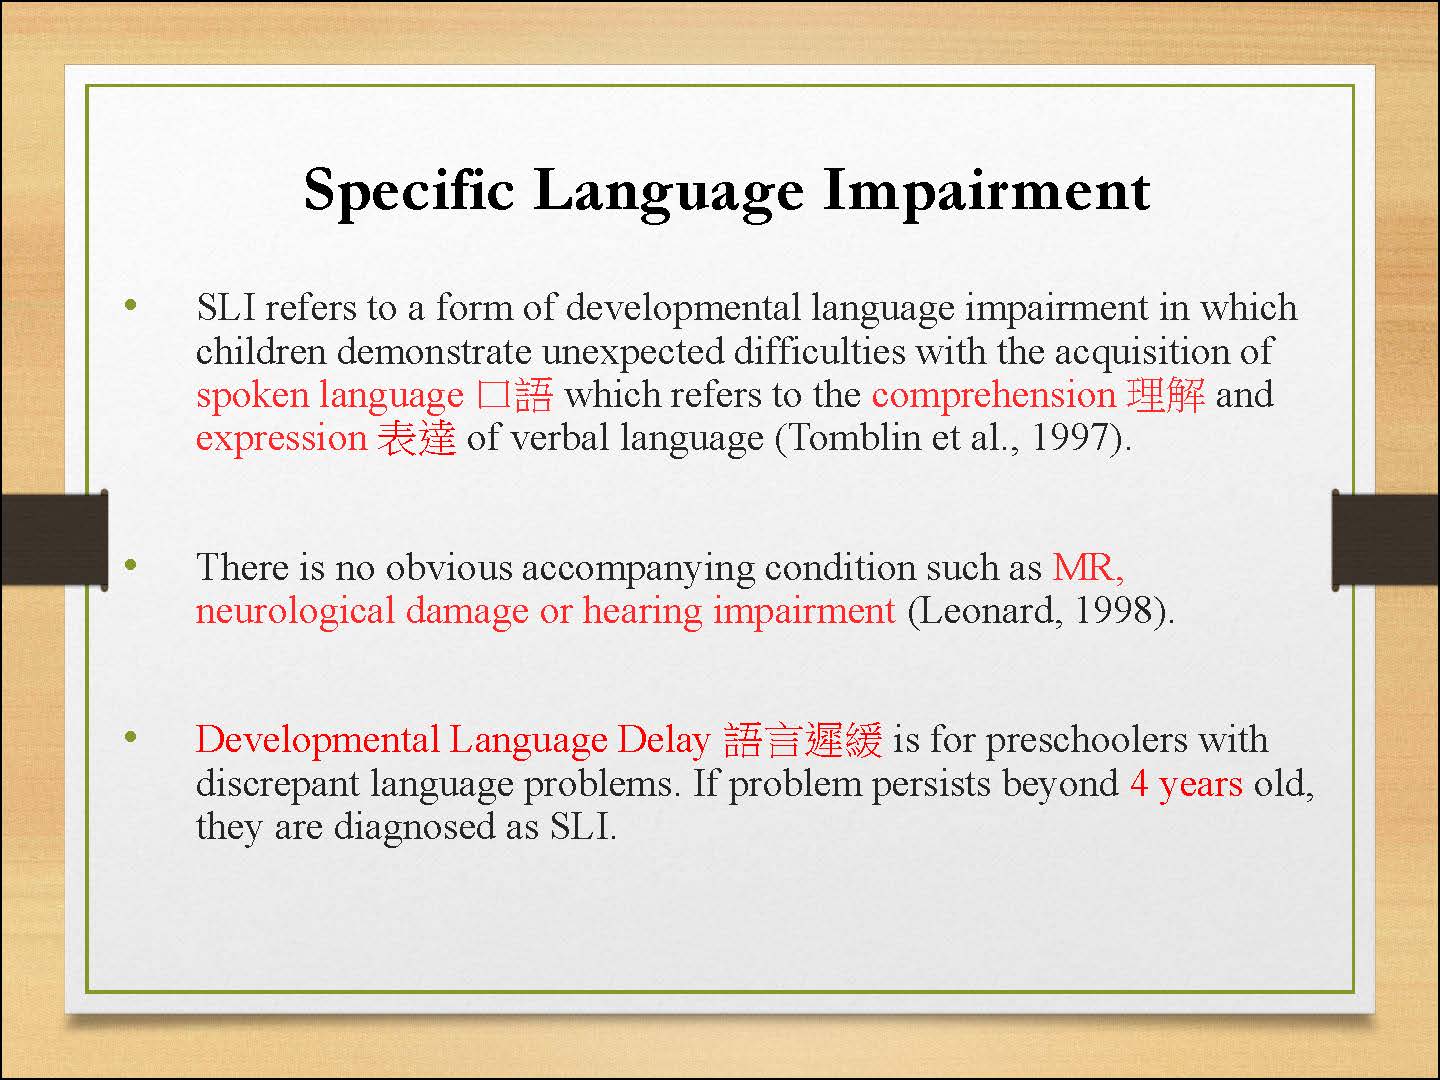 Specific Language Impairment
• SLI refers to a form of developmental language impairment in which
children demonstrate unexpected difficulties with the acquisition of
spoken language 口語 which refers to the comprehension 理解 and
expression 表達 of verbal language (Tomblin et al., 1997).
• There is no obvious accompanying condition such as MR,
neurological damage or hearing impairment (Leonard, 1998).
• Developmental Language Delay 語言遲緩 is for preschoolers with
discrepant language problems. If problem persists beyond 4 years old,
they are diagnosed as SLI.